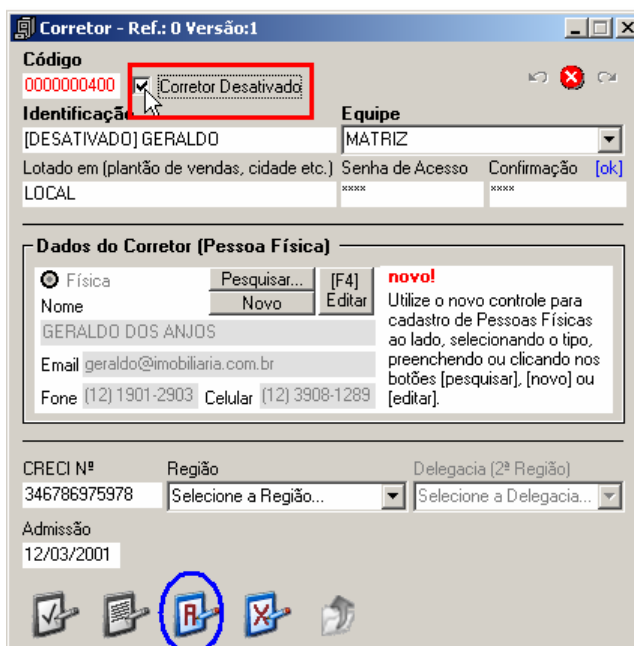 Corretor - Ref.: 0 Versão:1
Código
0000000400 Corretor Desativado
Identificação Equipe
[DESATIVADO] GERALDO MATRIZ
Lotado em (plantão de vendas, cidade etc.) Senha de Acesso Confirmação [ok]
LOCAL **** ****
Dados do Corretor (Pessoa Física)
Física Pesquisar... [F4] Editar
Nome Novo
GERALDO DOS ANJOS
Email geraldo@imobiliaria.com.br
Fone (12) 1901-2903 Celular (12) 3908-1289
novo!
Utilize o novo controle para
cadastro de Pessoas Físicas
ao lado, selecionando o tipo,
preenchendo ou clicando nos
botões [pesquisar], [novo] ou
[editar].
CRECI Nº Região Delegacia (2ª Região)
346786975978 Selecione a Região... Selecione a Delegacia...
Admissão
12/03/2001
A